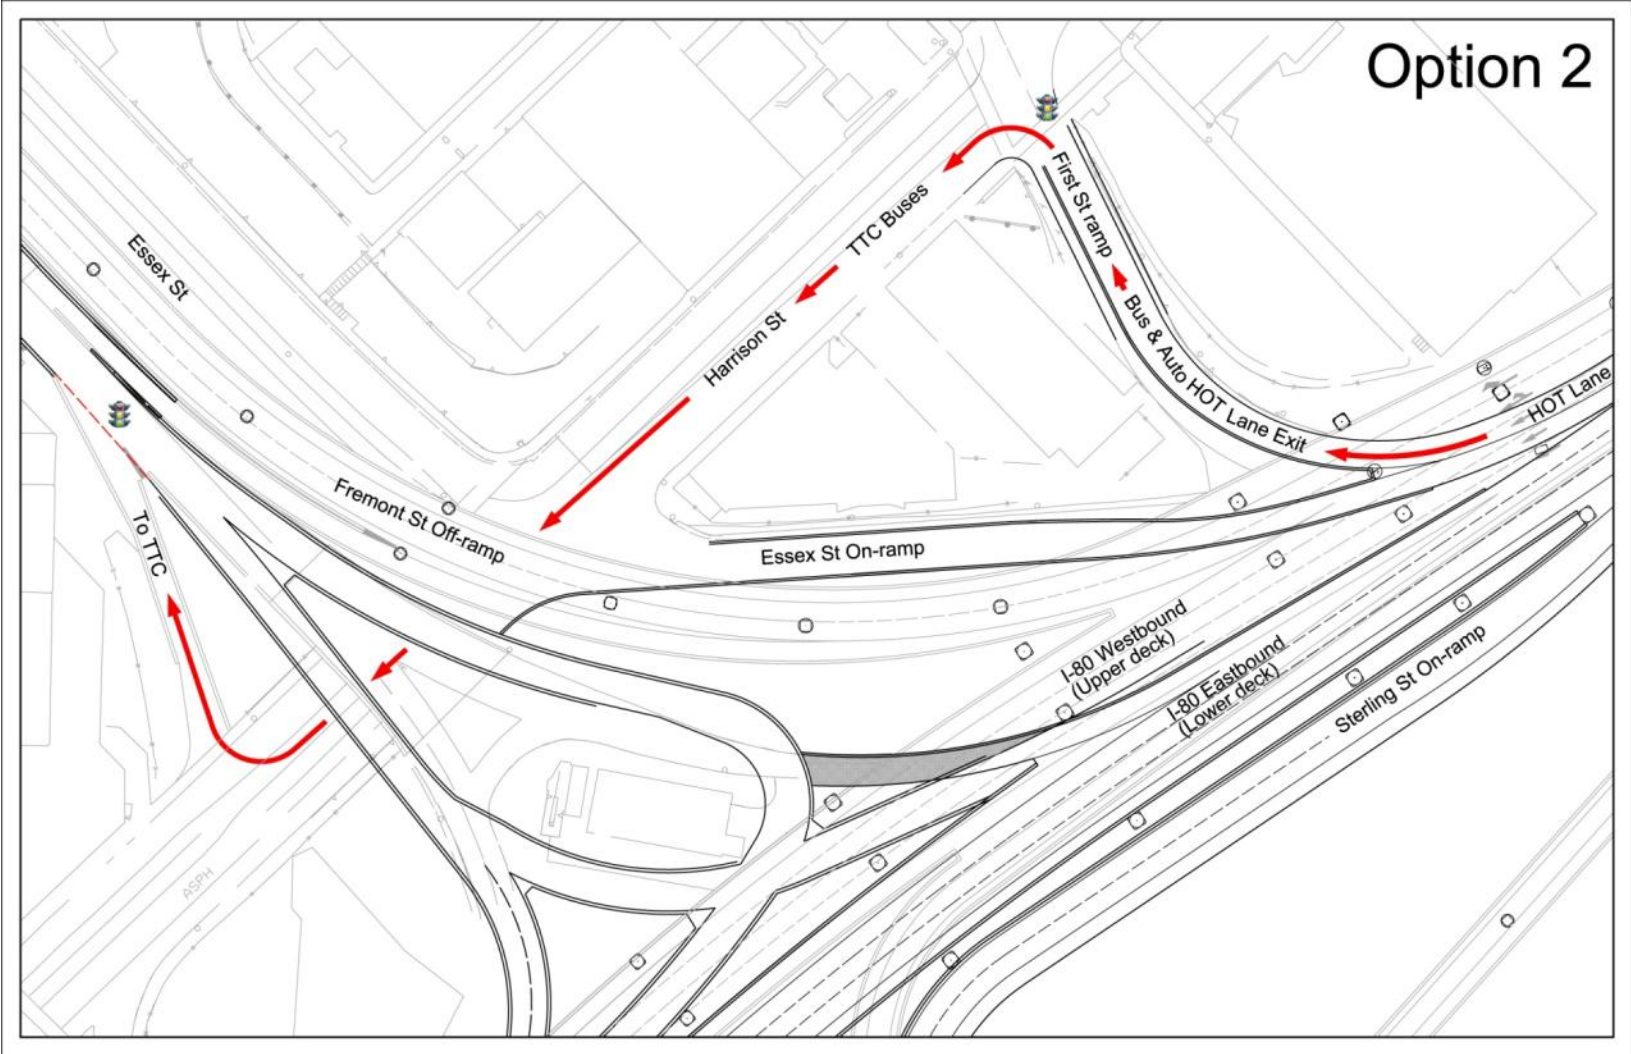 Option 2
Essex St
First St ramp
TTC Buses
Bus & Auto HOT Lane Exit
HOT Lane
Harrison St
Fremont St Off-ramp
To TTC
Essex St On-ramp
I-80 Westbound
(Upper deck)
I-80 Eastbound
(Lower deck)
Sterling St On-ramp
ASPH